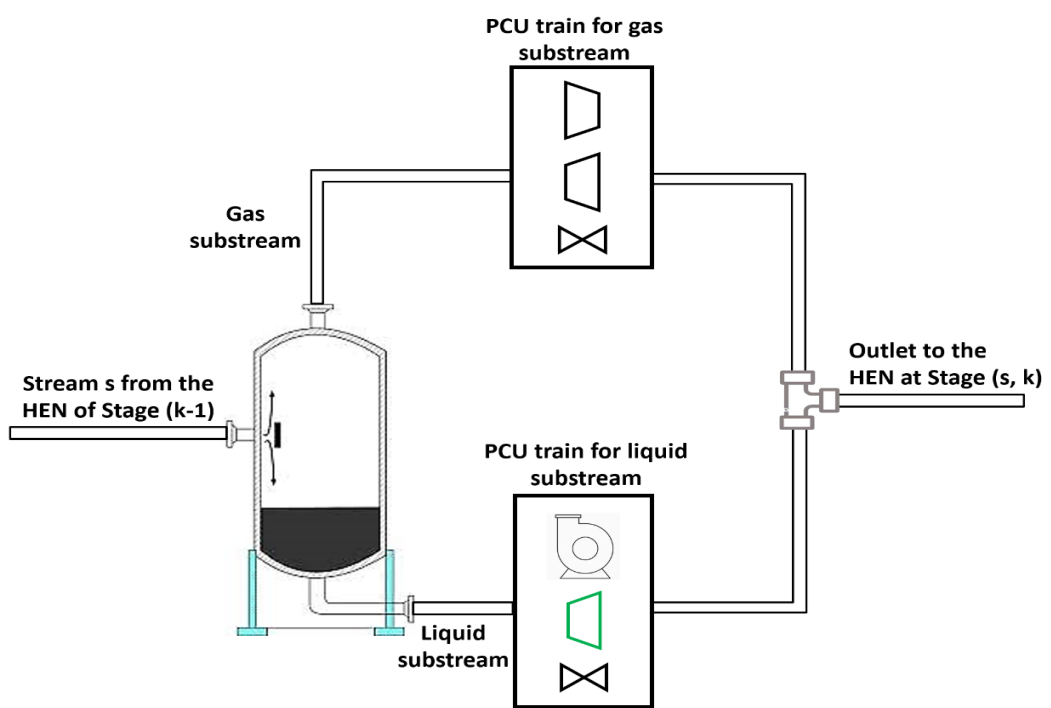 PCU train for gas
substream
Gas
substream
Stream s from the
HEN of Stage (k-1)
Outlet to the
HEN at Stage (s, k)
PCU train for liquid
substream
Liquid
substream